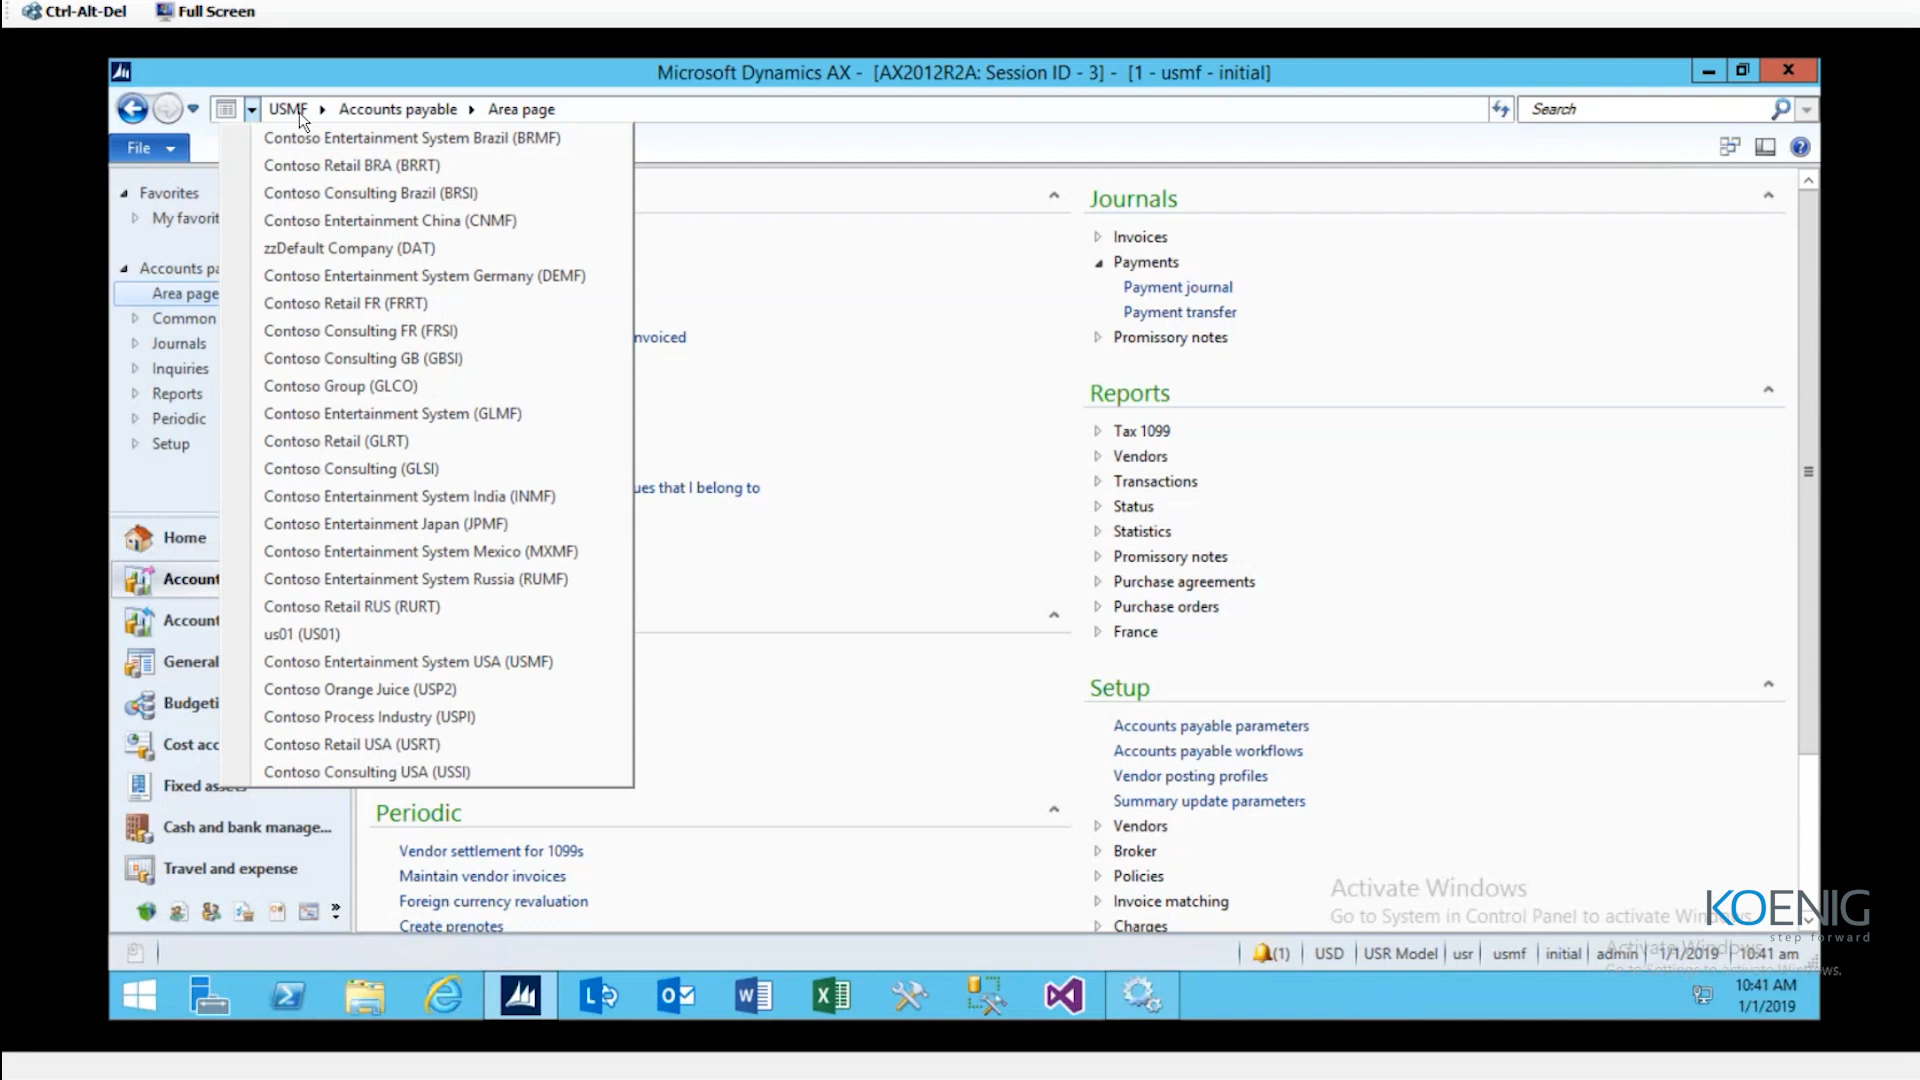 Ctrl-Alt-Del Full Screen
Microsoft Dynamics AX - [AX2012R2A: Session ID - 3] - [1 - usmf - initial]
USMF Accounts payable Area page
Search
File
Favorites
My favorit
Accounts pa
Area page
Common
Journals
Inquiries
Reports
Periodic
Setup
Home
Account
Account
General
Budgeti
Cost acc
Fixed assets
Cash and bank manage...
Travel and expense
Contoso Entertainment System Brazil (BRMF)
Contoso Retail BRA (BRRT)
Contoso Consulting Brazil (BRSI)
Contoso Entertainment China (CNMF)
zzDefault Company (DAT)
Contoso Entertainment System Germany (DEMF)
Contoso Retail FR (FRRT)
Contoso Consulting FR (FRSI)
Contoso Consulting GB (GBSI)
Contoso Group (GLCO)
Contoso Entertainment System (GLMF)
Contoso Retail (GLRT)
Contoso Consulting (GLSI)
Contoso Entertainment System India (INMF)
Contoso Entertainment Japan (JPMF)
Contoso Entertainment System Mexico (MXMF)
Contoso Entertainment System Russia (RUMF)
Contoso Retail RUS (RURT)
us01 (US01)
Contoso Entertainment System USA (USMF)
Contoso Orange Juice (USP2)
Contoso Process Industry (USPI)
Contoso Retail USA (USRT)
Contoso Consulting USA (USSI)
nvoiced
ues that I belong to
Periodic
Vendor settlement for 1099s
Maintain vendor invoices
Foreign currency revaluation
Create prenotes
Journals
Invoices
Payments
Payment journal
Payment transfer
Promissory notes
Reports
Tax 1099
Vendors
Transactions
Status
Statistics
Promissory notes
Purchase agreements
Purchase orders
France
Setup
Accounts payable parameters
Accounts payable workflows
Vendor posting profiles
Summary update parameters
Vendors
Broker
Policies
Invoice matching
Charges
Activate Windows
Go to System in Control Panel to activate Windows.
KOENIG
step forward
Activate Windows
Go to Settings to activate Windows.
(1) USD USR Model usr usmf initial admin 1/1/2019 10:41 am
10:41 AM
1/1/2019